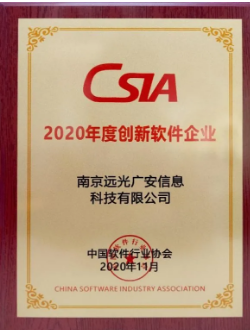 CSIA
2020年度创新软件企业
南京远光广安信息
科技有限公司
中国软件行业协会
2020年11月
CHINA SOFTWARE INDUSTRY ASSOCIATION